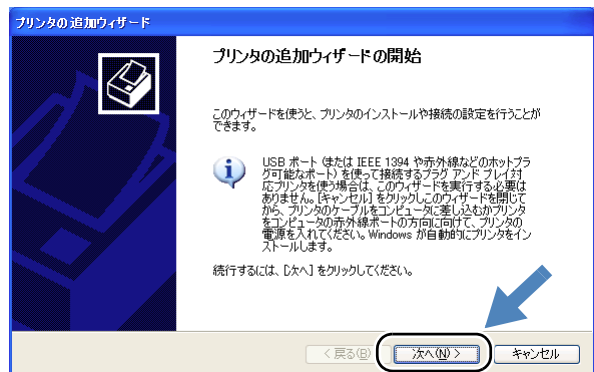 プリンタの追加ウィザード
プリンタの追加ウィザードの開始
このウィザードを使うと、プリンタのインストールや接続の設定を行うことが
できます。
USB ポート (または IEEE 1394 や赤外線などのホットプラ
グ可能なポート) を使って接続するプラグ アンド プレイ対
応プリンタを使う場合は、このウィザードを実行する必要は
ありません。[キャンセル] をクリックしこのウィザードを閉じて
から、プリンタのケーブルをコンピュータに差し込むかプリンタ
をコンピュータの赤外線ポートの方向に向けて、プリンタの
電源を入れてください。Windows が自動的にプリンタをイン
ストールします。
続行するには、[次へ] をクリックしてください。
< 戻る(B)
次へ(N) >
キャンセル